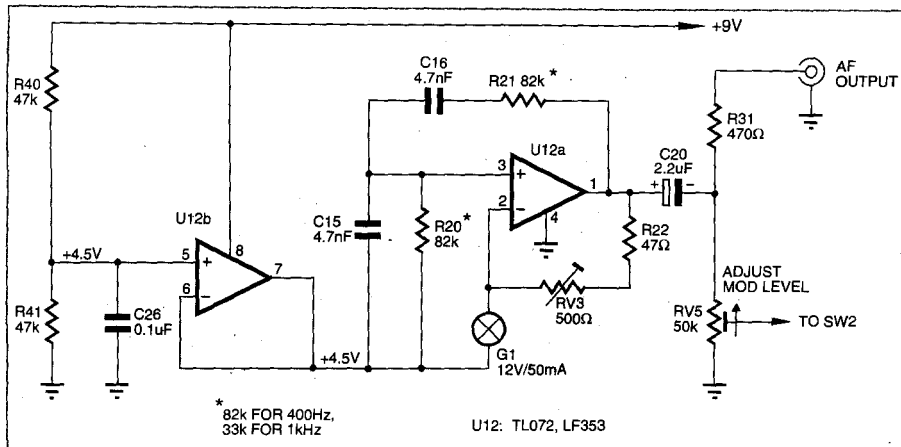 +9V
R40
47k
C16
4.7nF
R21 82k *
AF
OUTPUT
R31
470Ω
U12a
C20
2.2uF
3
+
2
−
1
4
+
−
U12b
C15
4.7nF
R20 *
82k
R22
47Ω
+4.5V
5
+
6
−
8
7
ADJUST
MOD LEVEL
RV3
500Ω
RV5
50k
TO SW2
R41
47k
C26
0.1uF
+4.5V
G1
12V/50mA
*
82k FOR 400Hz,
33k FOR 1kHz
U12: TL072, LF353